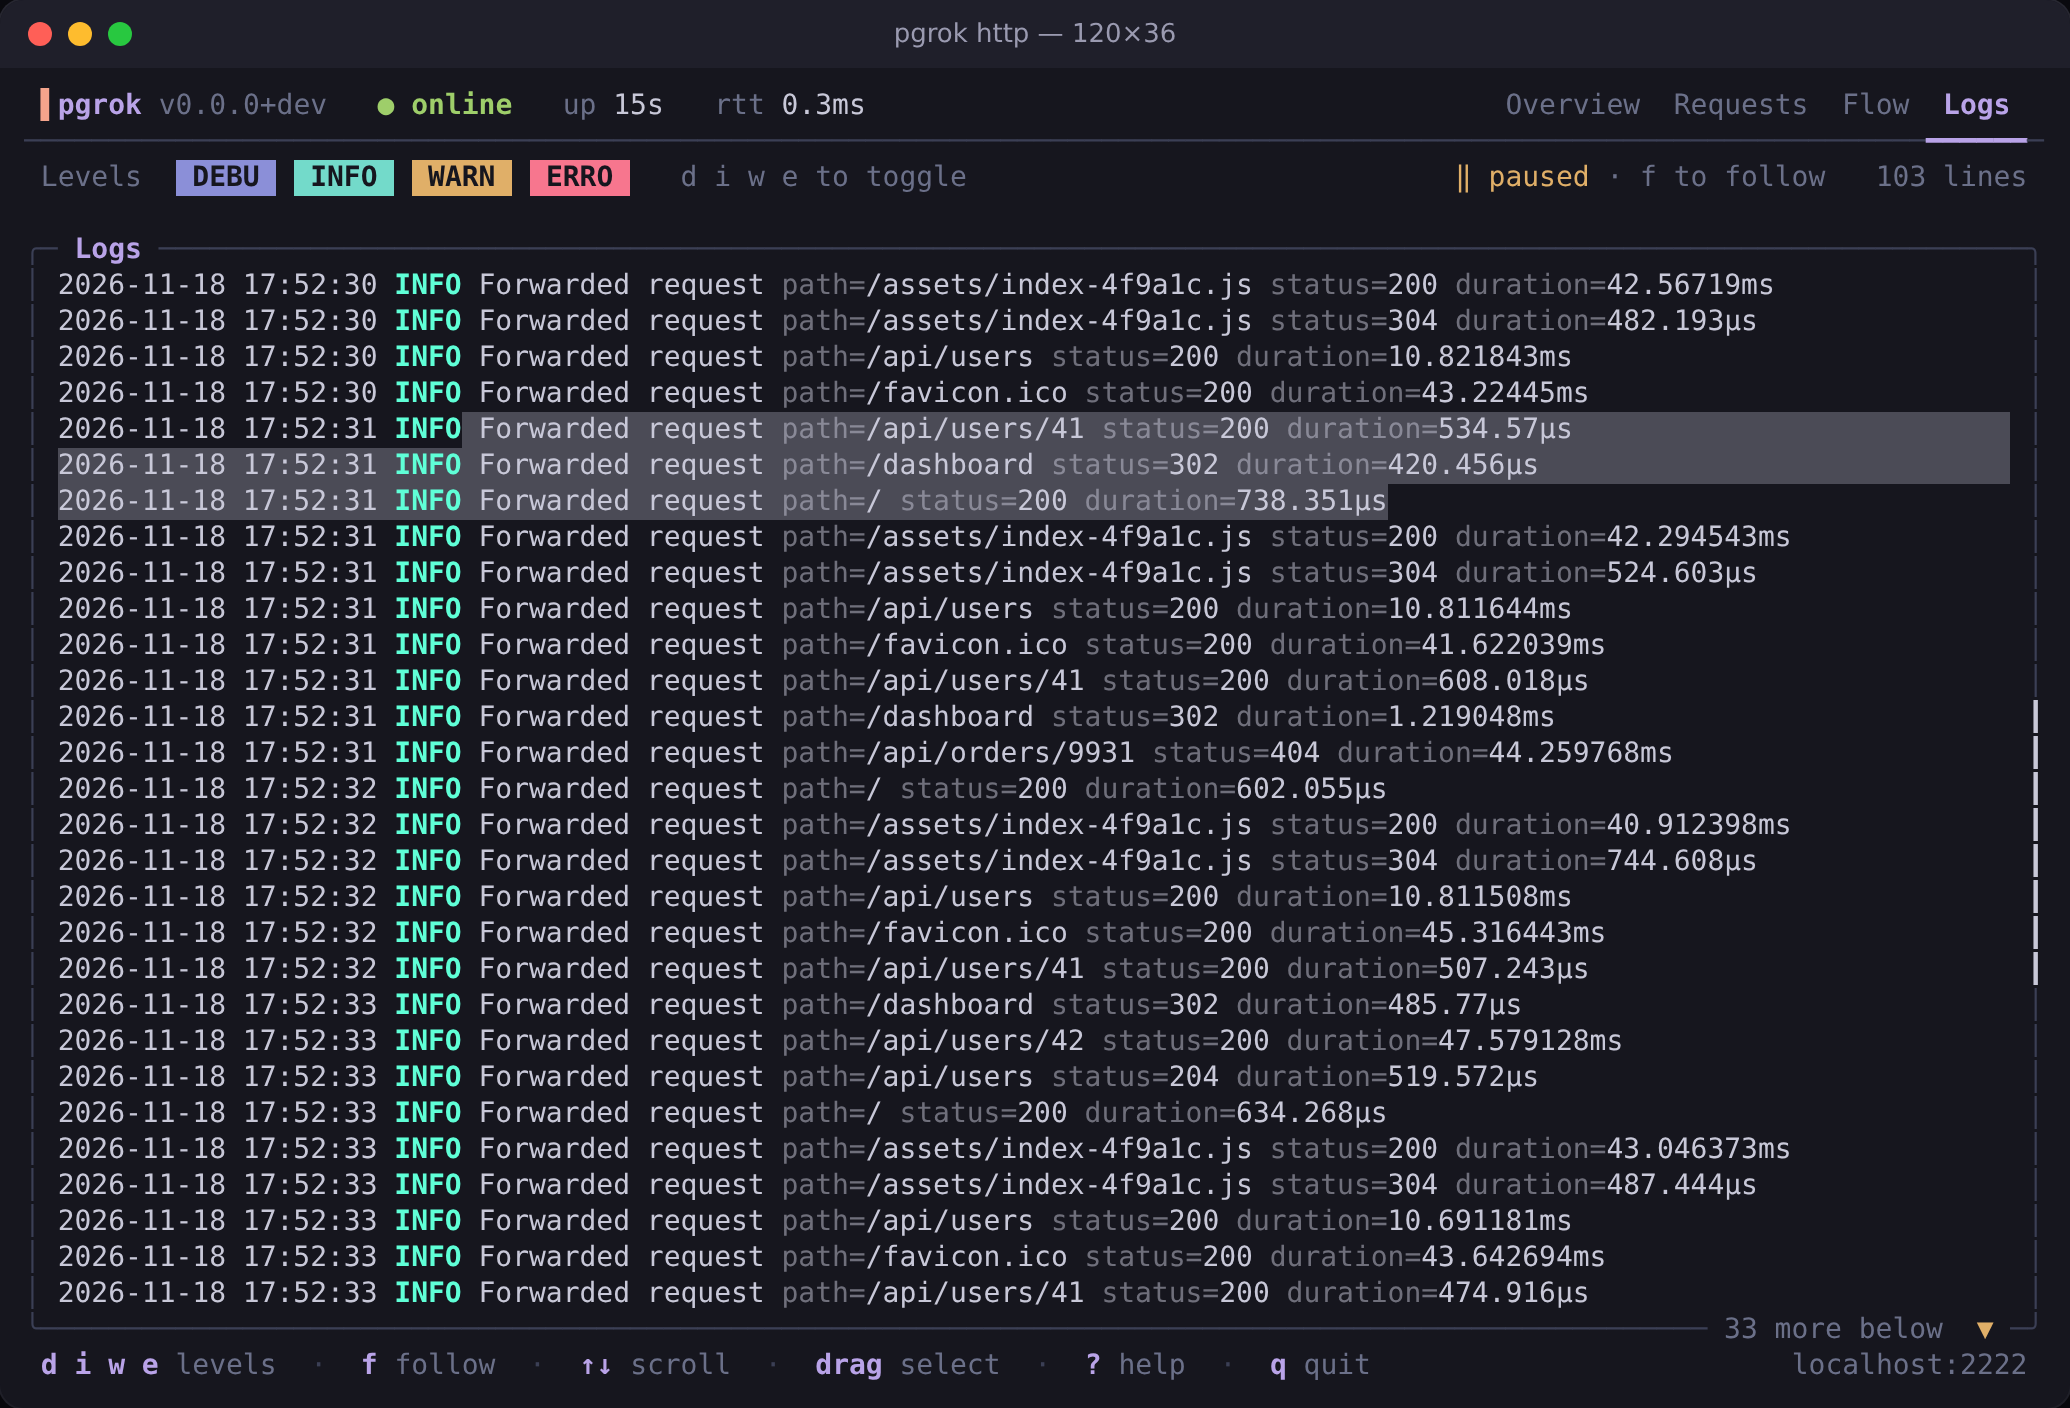 pgrok http — 120×36
pgrok v0.0.0+dev ● online up 15s rtt 0.3ms Overview Requests Flow Logs
Levels DEBU INFO WARN ERRO d i w e to toggle ‖ paused · f to follow 103 lines
Logs
2026-11-18 17:52:30 INFO Forwarded request path=/assets/index-4f9a1c.js status=200 duration=42.56719ms
2026-11-18 17:52:30 INFO Forwarded request path=/assets/index-4f9a1c.js status=304 duration=482.193µs
2026-11-18 17:52:30 INFO Forwarded request path=/api/users status=200 duration=10.821843ms
2026-11-18 17:52:30 INFO Forwarded request path=/favicon.ico status=200 duration=43.22445ms
2026-11-18 17:52:31 INFO Forwarded request path=/api/users/41 status=200 duration=534.57µs
2026-11-18 17:52:31 INFO Forwarded request path=/dashboard status=302 duration=420.456µs
2026-11-18 17:52:31 INFO Forwarded request path=/ status=200 duration=738.351µs
2026-11-18 17:52:31 INFO Forwarded request path=/assets/index-4f9a1c.js status=200 duration=42.294543ms
2026-11-18 17:52:31 INFO Forwarded request path=/assets/index-4f9a1c.js status=304 duration=524.603µs
2026-11-18 17:52:31 INFO Forwarded request path=/api/users status=200 duration=10.811644ms
2026-11-18 17:52:31 INFO Forwarded request path=/favicon.ico status=200 duration=41.622039ms
2026-11-18 17:52:31 INFO Forwarded request path=/api/users/41 status=200 duration=608.018µs
2026-11-18 17:52:31 INFO Forwarded request path=/dashboard status=302 duration=1.219048ms
2026-11-18 17:52:31 INFO Forwarded request path=/api/orders/9931 status=404 duration=44.259768ms
2026-11-18 17:52:32 INFO Forwarded request path=/ status=200 duration=602.055µs
2026-11-18 17:52:32 INFO Forwarded request path=/assets/index-4f9a1c.js status=200 duration=40.912398ms
2026-11-18 17:52:32 INFO Forwarded request path=/assets/index-4f9a1c.js status=304 duration=744.608µs
2026-11-18 17:52:32 INFO Forwarded request path=/api/users status=200 duration=10.811508ms
2026-11-18 17:52:32 INFO Forwarded request path=/favicon.ico status=200 duration=45.316443ms
2026-11-18 17:52:32 INFO Forwarded request path=/api/users/41 status=200 duration=507.243µs
2026-11-18 17:52:33 INFO Forwarded request path=/dashboard status=302 duration=485.77µs
2026-11-18 17:52:33 INFO Forwarded request path=/api/users/42 status=200 duration=47.579128ms
2026-11-18 17:52:33 INFO Forwarded request path=/api/users status=204 duration=519.572µs
2026-11-18 17:52:33 INFO Forwarded request path=/ status=200 duration=634.268µs
2026-11-18 17:52:33 INFO Forwarded request path=/assets/index-4f9a1c.js status=200 duration=43.046373ms
2026-11-18 17:52:33 INFO Forwarded request path=/assets/index-4f9a1c.js status=304 duration=487.444µs
2026-11-18 17:52:33 INFO Forwarded request path=/api/users status=200 duration=10.691181ms
2026-11-18 17:52:33 INFO Forwarded request path=/favicon.ico status=200 duration=43.642694ms
2026-11-18 17:52:33 INFO Forwarded request path=/api/users/41 status=200 duration=474.916µs
33 more below ▼
d i w e levels · f follow · ↑↓ scroll · drag select · ? help · q quit localhost:2222